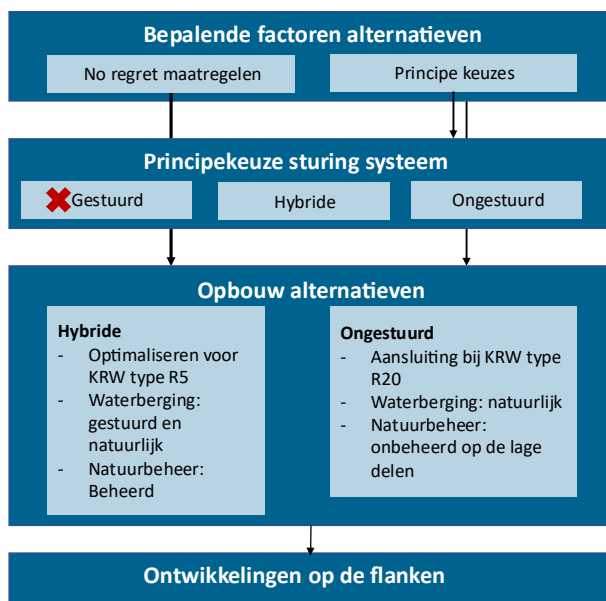 Bepalende factoren alternatieven
No regret maatregelen
Principe keuzes
Principekeuze sturing systeem
Gestuurd
Hybride
Ongestuurd
Opbouw alternatieven
Hybride
- Optimaliseren voor
KRW type R5
- Waterberging:
gestuurd en
natuurlijk
- Natuurbeheer:
Beheerd
Ongestuurd
- Aansluiting bij KRW type
R20
- Waterberging: natuurlijk
- Natuurbeheer:
onbeheerd op de lage
delen
Ontwikkelingen op de flanken